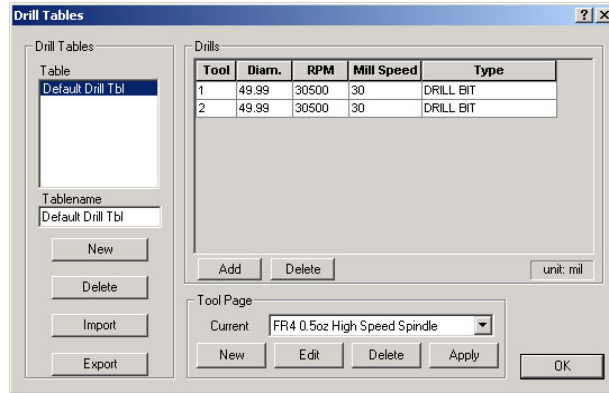 Drill Tables
Drill Tables
Table
Default Drill Tbl
Tablename
Default Drill Tbl
New
Delete
Import
Export
Drills
Tool Diam. RPM Mill Speed Type
1 49.99 30500 30 DRILL BIT
2 49.99 30500 30 DRILL BIT
Add Delete unit: mil
Tool Page
Current FR4 0.5oz High Speed Spindle
New Edit Delete Apply
OK